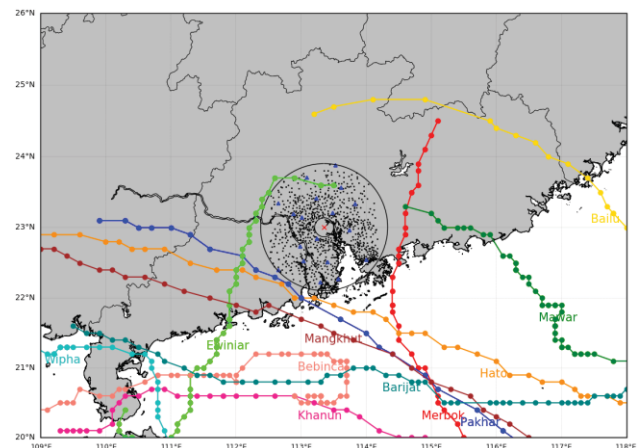 26°N
25°N
24°N
Bailu
23°N
22°N
Mawar
Ewiniar
Mangkhut
Wipha
Bebinca
21°N
Hato
Barijat
Khanun
Merbok
Pakhar
20°N
109°E 110°E 111°E 112°E 113°E 114°E 115°E 116°E 117°E 118°E